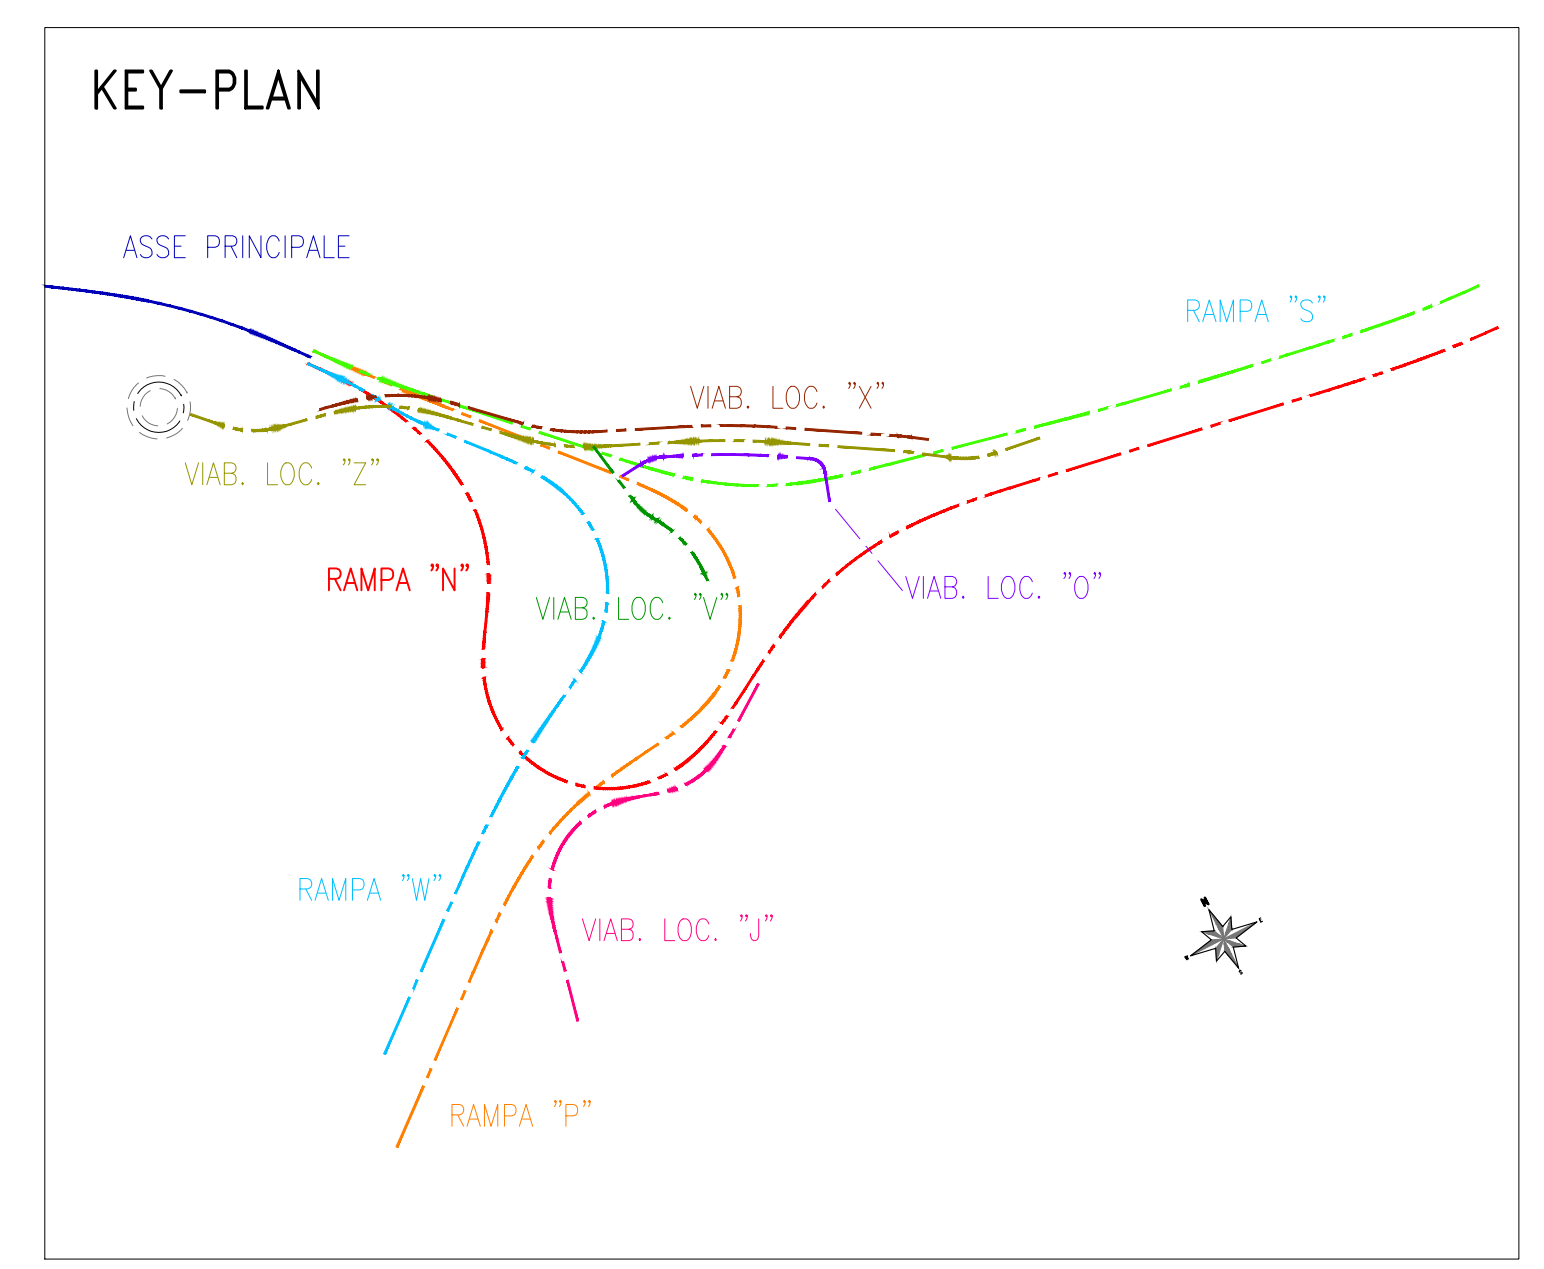 KEY-PLAN
ASSE PRINCIPALE
RAMPA "S"
VIAB. LOC. "X"
VIAB. LOC. "Z"
RAMPA "N"
VIAB. LOC. "O"
VIAB. LOC. "V"
RAMPA "W"
VIAB. LOC. "J"
N
E
S
RAMPA "P"